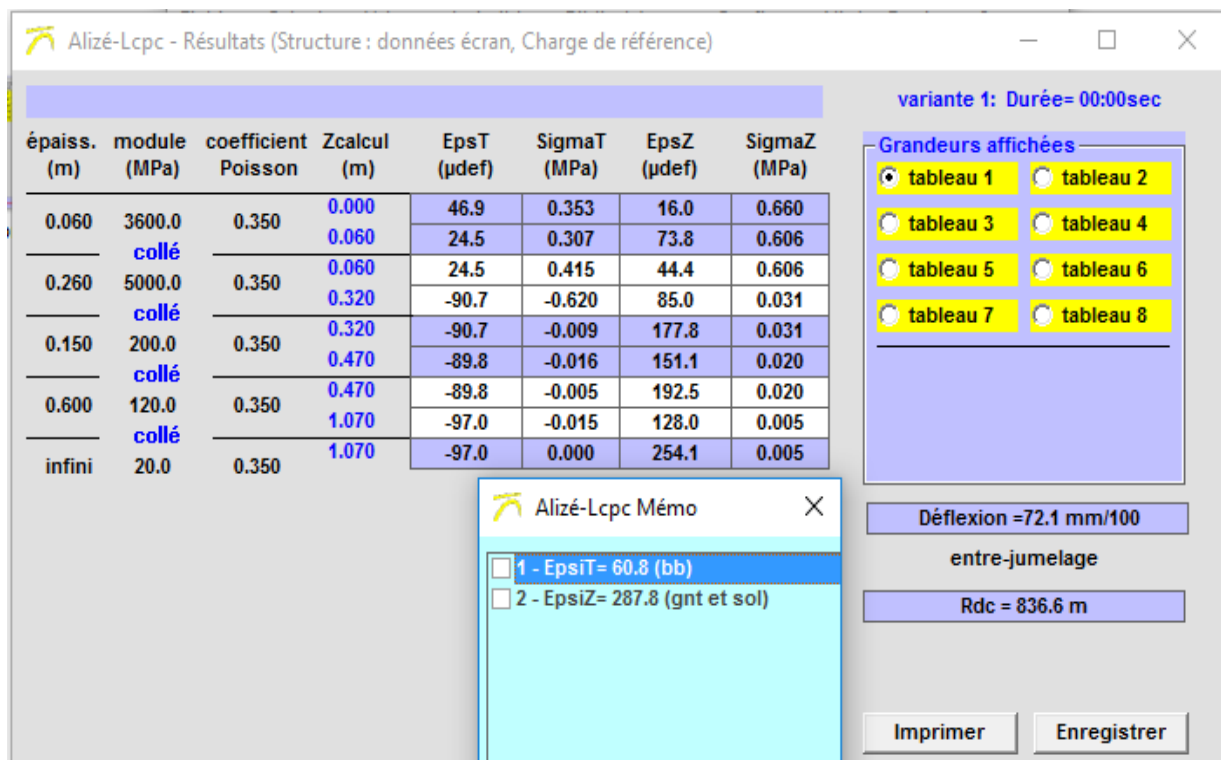 Alizé-Lcpc - Résultats (Structure : données écran, Charge de référence)
variante 1: Durée= 00:00sec
épaiss. module coefficient Zcalcul EpsT SigmaT EpsZ SigmaZ
(m) (MPa) Poisson (m) (µdef) (MPa) (µdef) (MPa)
0.000 46.9 0.353 16.0 0.660
0.060 3600.0 0.350
0.060 24.5 0.307 73.8 0.606
collé
0.060 24.5 0.415 44.4 0.606
0.260 5000.0 0.350
0.320 -90.7 -0.620 85.0 0.031
collé
0.320 -90.7 -0.009 177.8 0.031
0.150 200.0 0.350
0.470 -89.8 -0.016 151.1 0.020
collé
0.470 -89.8 -0.005 192.5 0.020
0.600 120.0 0.350
1.070 -97.0 -0.015 128.0 0.005
collé
1.070 -97.0 0.000 254.1 0.005
infini 20.0 0.350
Grandeurs affichées
tableau 1 tableau 2
tableau 3 tableau 4
tableau 5 tableau 6
tableau 7 tableau 8
Déflexion =72.1 mm/100
entre-jumelage
Rdc = 836.6 m
Imprimer Enregistrer
Alizé-Lcpc Mémo
1 - EpsiT= 60.8 (bb)
2 - EpsiZ= 287.8 (gnt et sol)